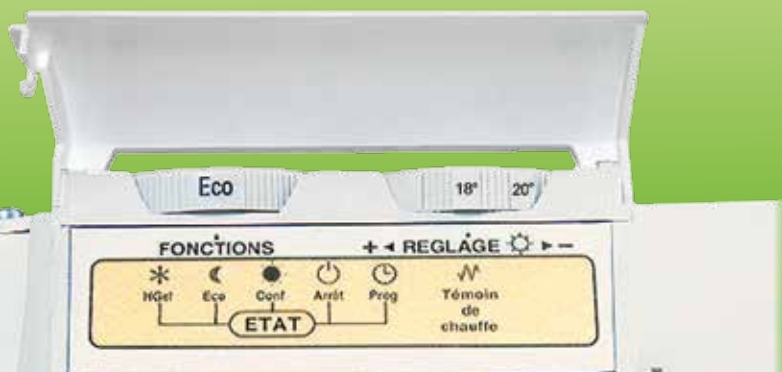 Eco 18° 20°
FONCTIONS + ◄ REGLAGE ► −
HGel Eco Conf Arrêt Prog Témoin
de
ETAT chauffe